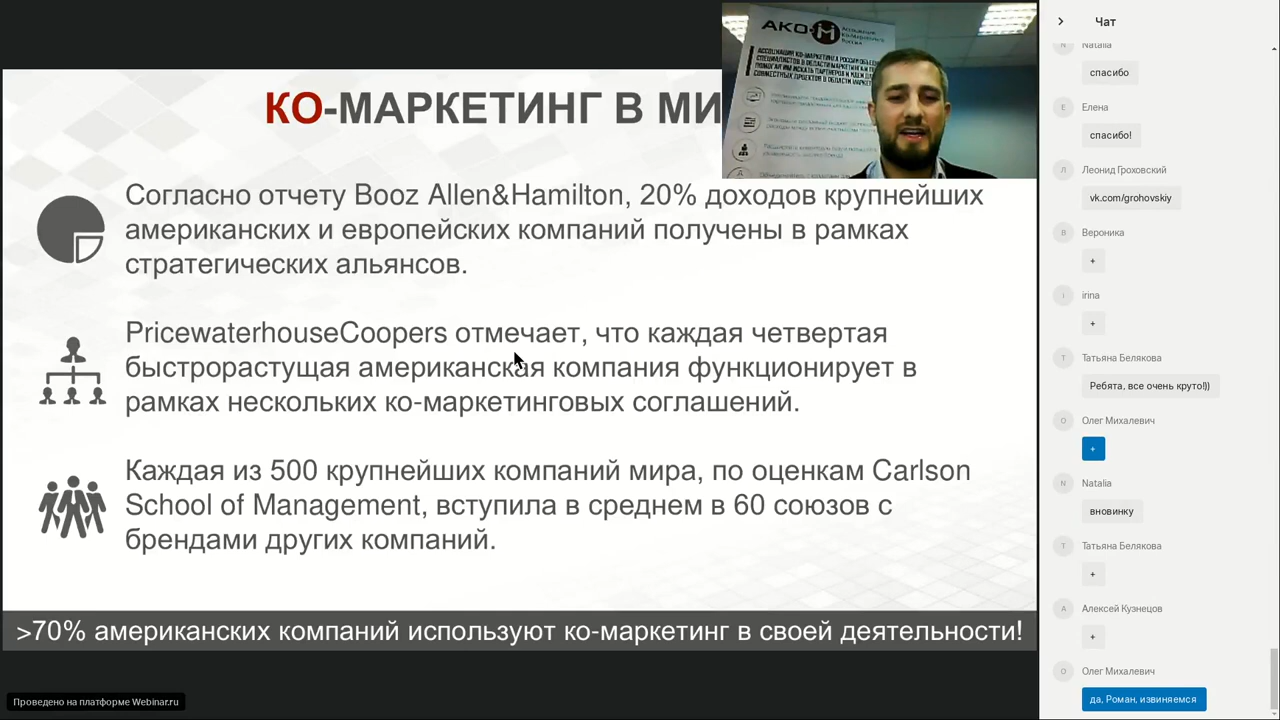 КО-МАРКЕТИНГ В МИ
Согласно отчету Booz Allen&Hamilton, 20% доходов крупнейших
американских и европейских компаний получены в рамках
стратегических альянсов.
PricewaterhouseCoopers отмечает, что каждая четвертая
быстрорастущая американская компания функционирует в
рамках нескольких ко-маркетинговых соглашений.
Каждая из 500 крупнейших компаний мира, по оценкам Carlson
School of Management, вступила в среднем в 60 союзов с
брендами других компаний.
>70% американских компаний используют ко-маркетинг в своей деятельности!
Проведено на платформе Webinar.ru
АКО М
Ассоциация
Ко-Маркетинга
России
Чат
N
Natalia
спасибо
Е
Елена
спасибо!
Л
Леонид Гроховский
vk.com/grohovskiy
В
Вероника
+
i
irina
+
Т
Татьяна Белякова
Ребята, все очень круто!))
О
Олег Михалевич
+
N
Natalia
вновинку
Т
Татьяна Белякова
+
А
Алексей Кузнецов
+
О
Олег Михалевич
да, Роман, извиняемся